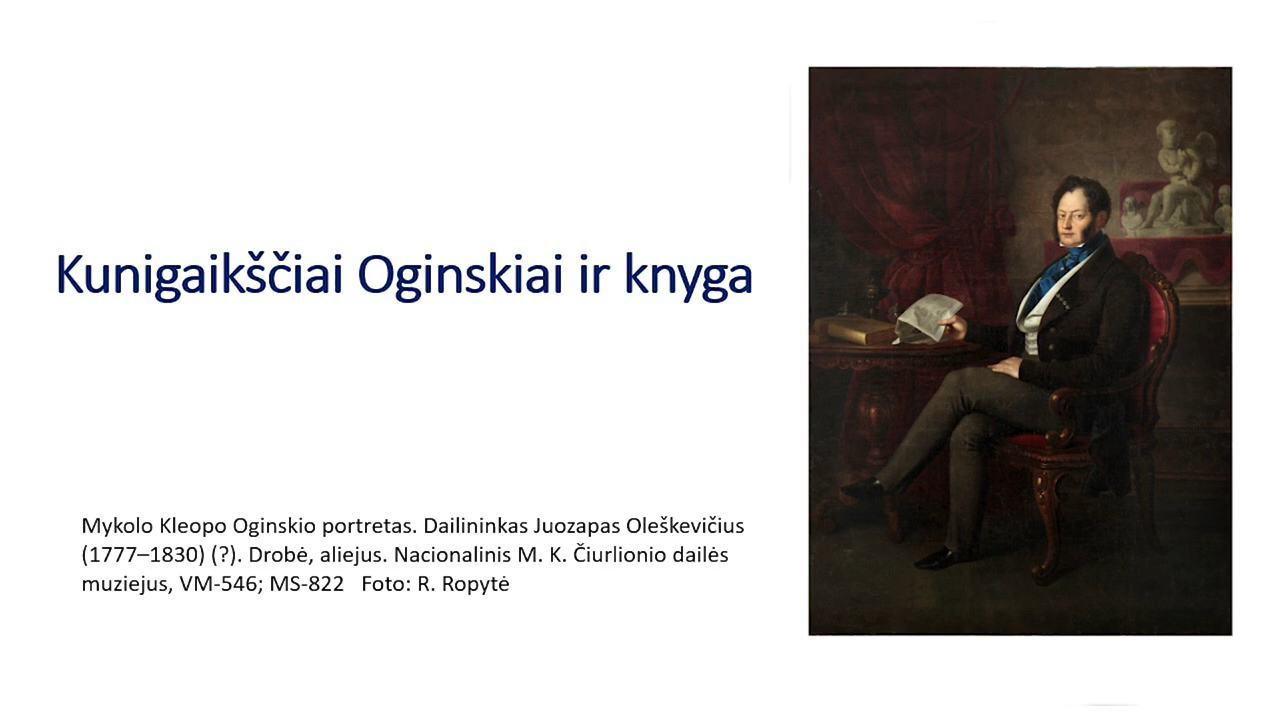 Kunigaikščiai Oginskiai ir knyga
Mykolo Kleopo Oginskio portretas. Dailininkas Juozapas Oleškevičius
(1777–1830) (?). Drobė, aliejus. Nacionalinis M. K. Čiurlionio dailės
muziejus, VM-546; MS-822 Foto: R. Ropytė